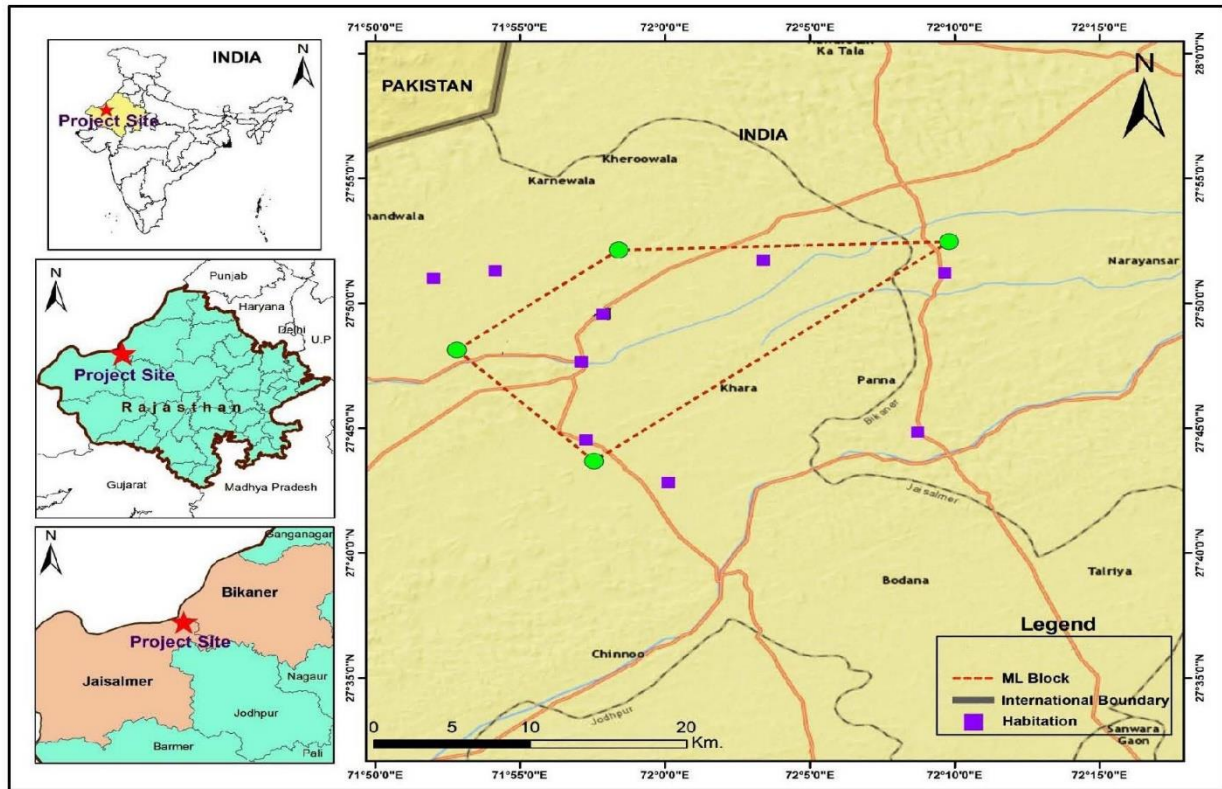 INDIA
N
Project Site
N
Punjab
Haryana
Delhi
U.P
Project Site
Rajasthan
Gujarat
Madhya Pradesh
N
Ganganagar
Bikaner
Project Site
Jaisalmer
Nagaur
Jodhpur
Barmer
Pali
71°50'0"E
71°55'0"E
72°0'0"E
72°5'0"E
72°10'0"E
72°15'0"E
Ka Tala
N
PAKISTAN
INDIA
28°0'0"N
28°0'0"N
Kheroowala
Karnewala
27°55'0"N
27°55'0"N
andwala
Narayansar
27°50'0"N
27°50'0"N
Khara
Panna
Bikaner
27°45'0"N
27°45'0"N
Jaisalmer
27°40'0"N
27°40'0"N
Bodana
Talriya
Chinnoo
27°35'0"N
27°35'0"N
Jodhpur
Legend
ML Block
International Boundary
Habitation
Sanwara
Gaon
0 5 10 20
Km.
71°50'0"E
71°55'0"E
72°0'0"E
72°5'0"E
72°10'0"E
72°15'0"E